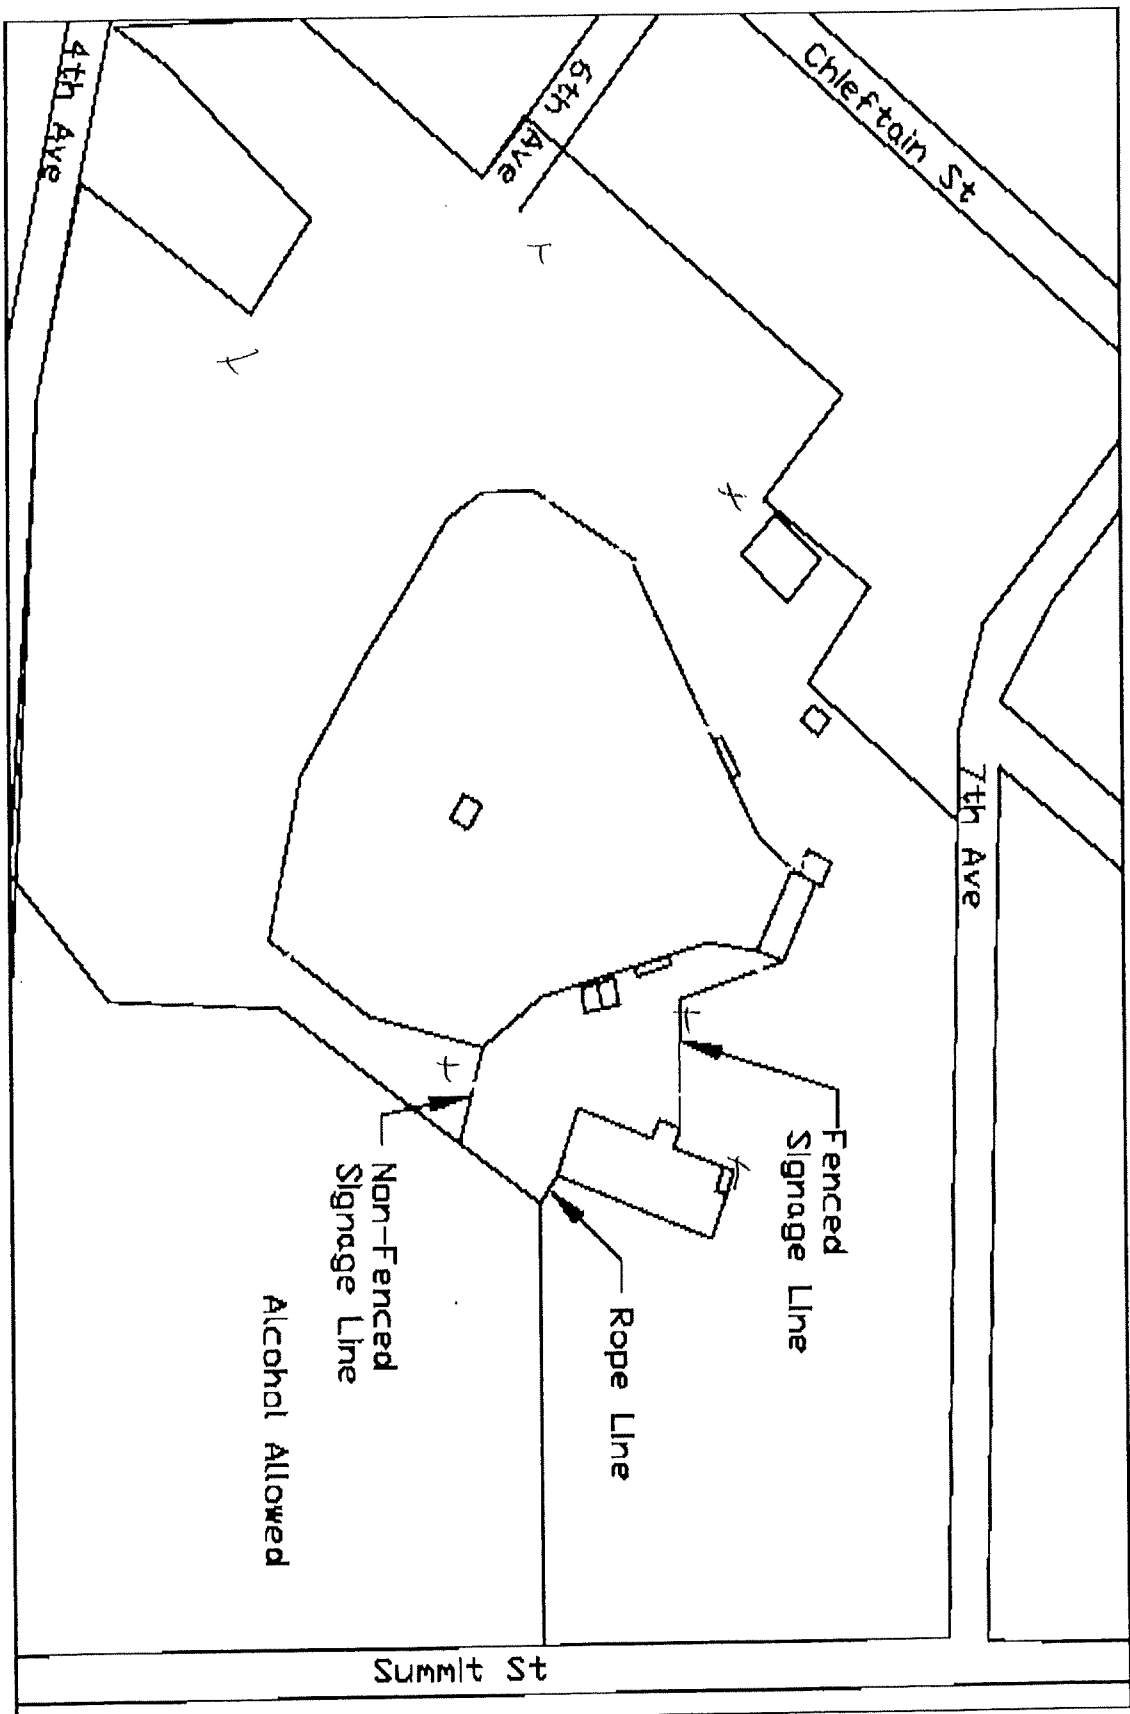 Chieftain St
6th Ave
4th Ave
7th Ave
Fenced
Signage Line
Rope Line
Non-Fenced
Signage Line
Alcohol Allowed
Summit St